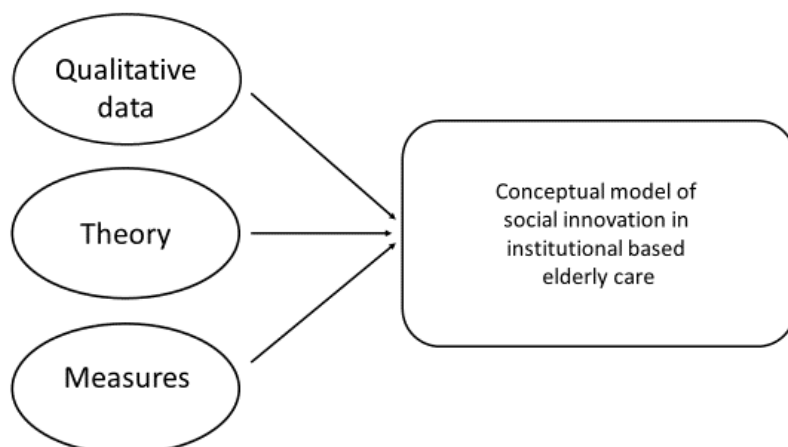 Qualitative
data
Theory
Measures
Conceptual model of
social innovation in
institutional based
elderly care